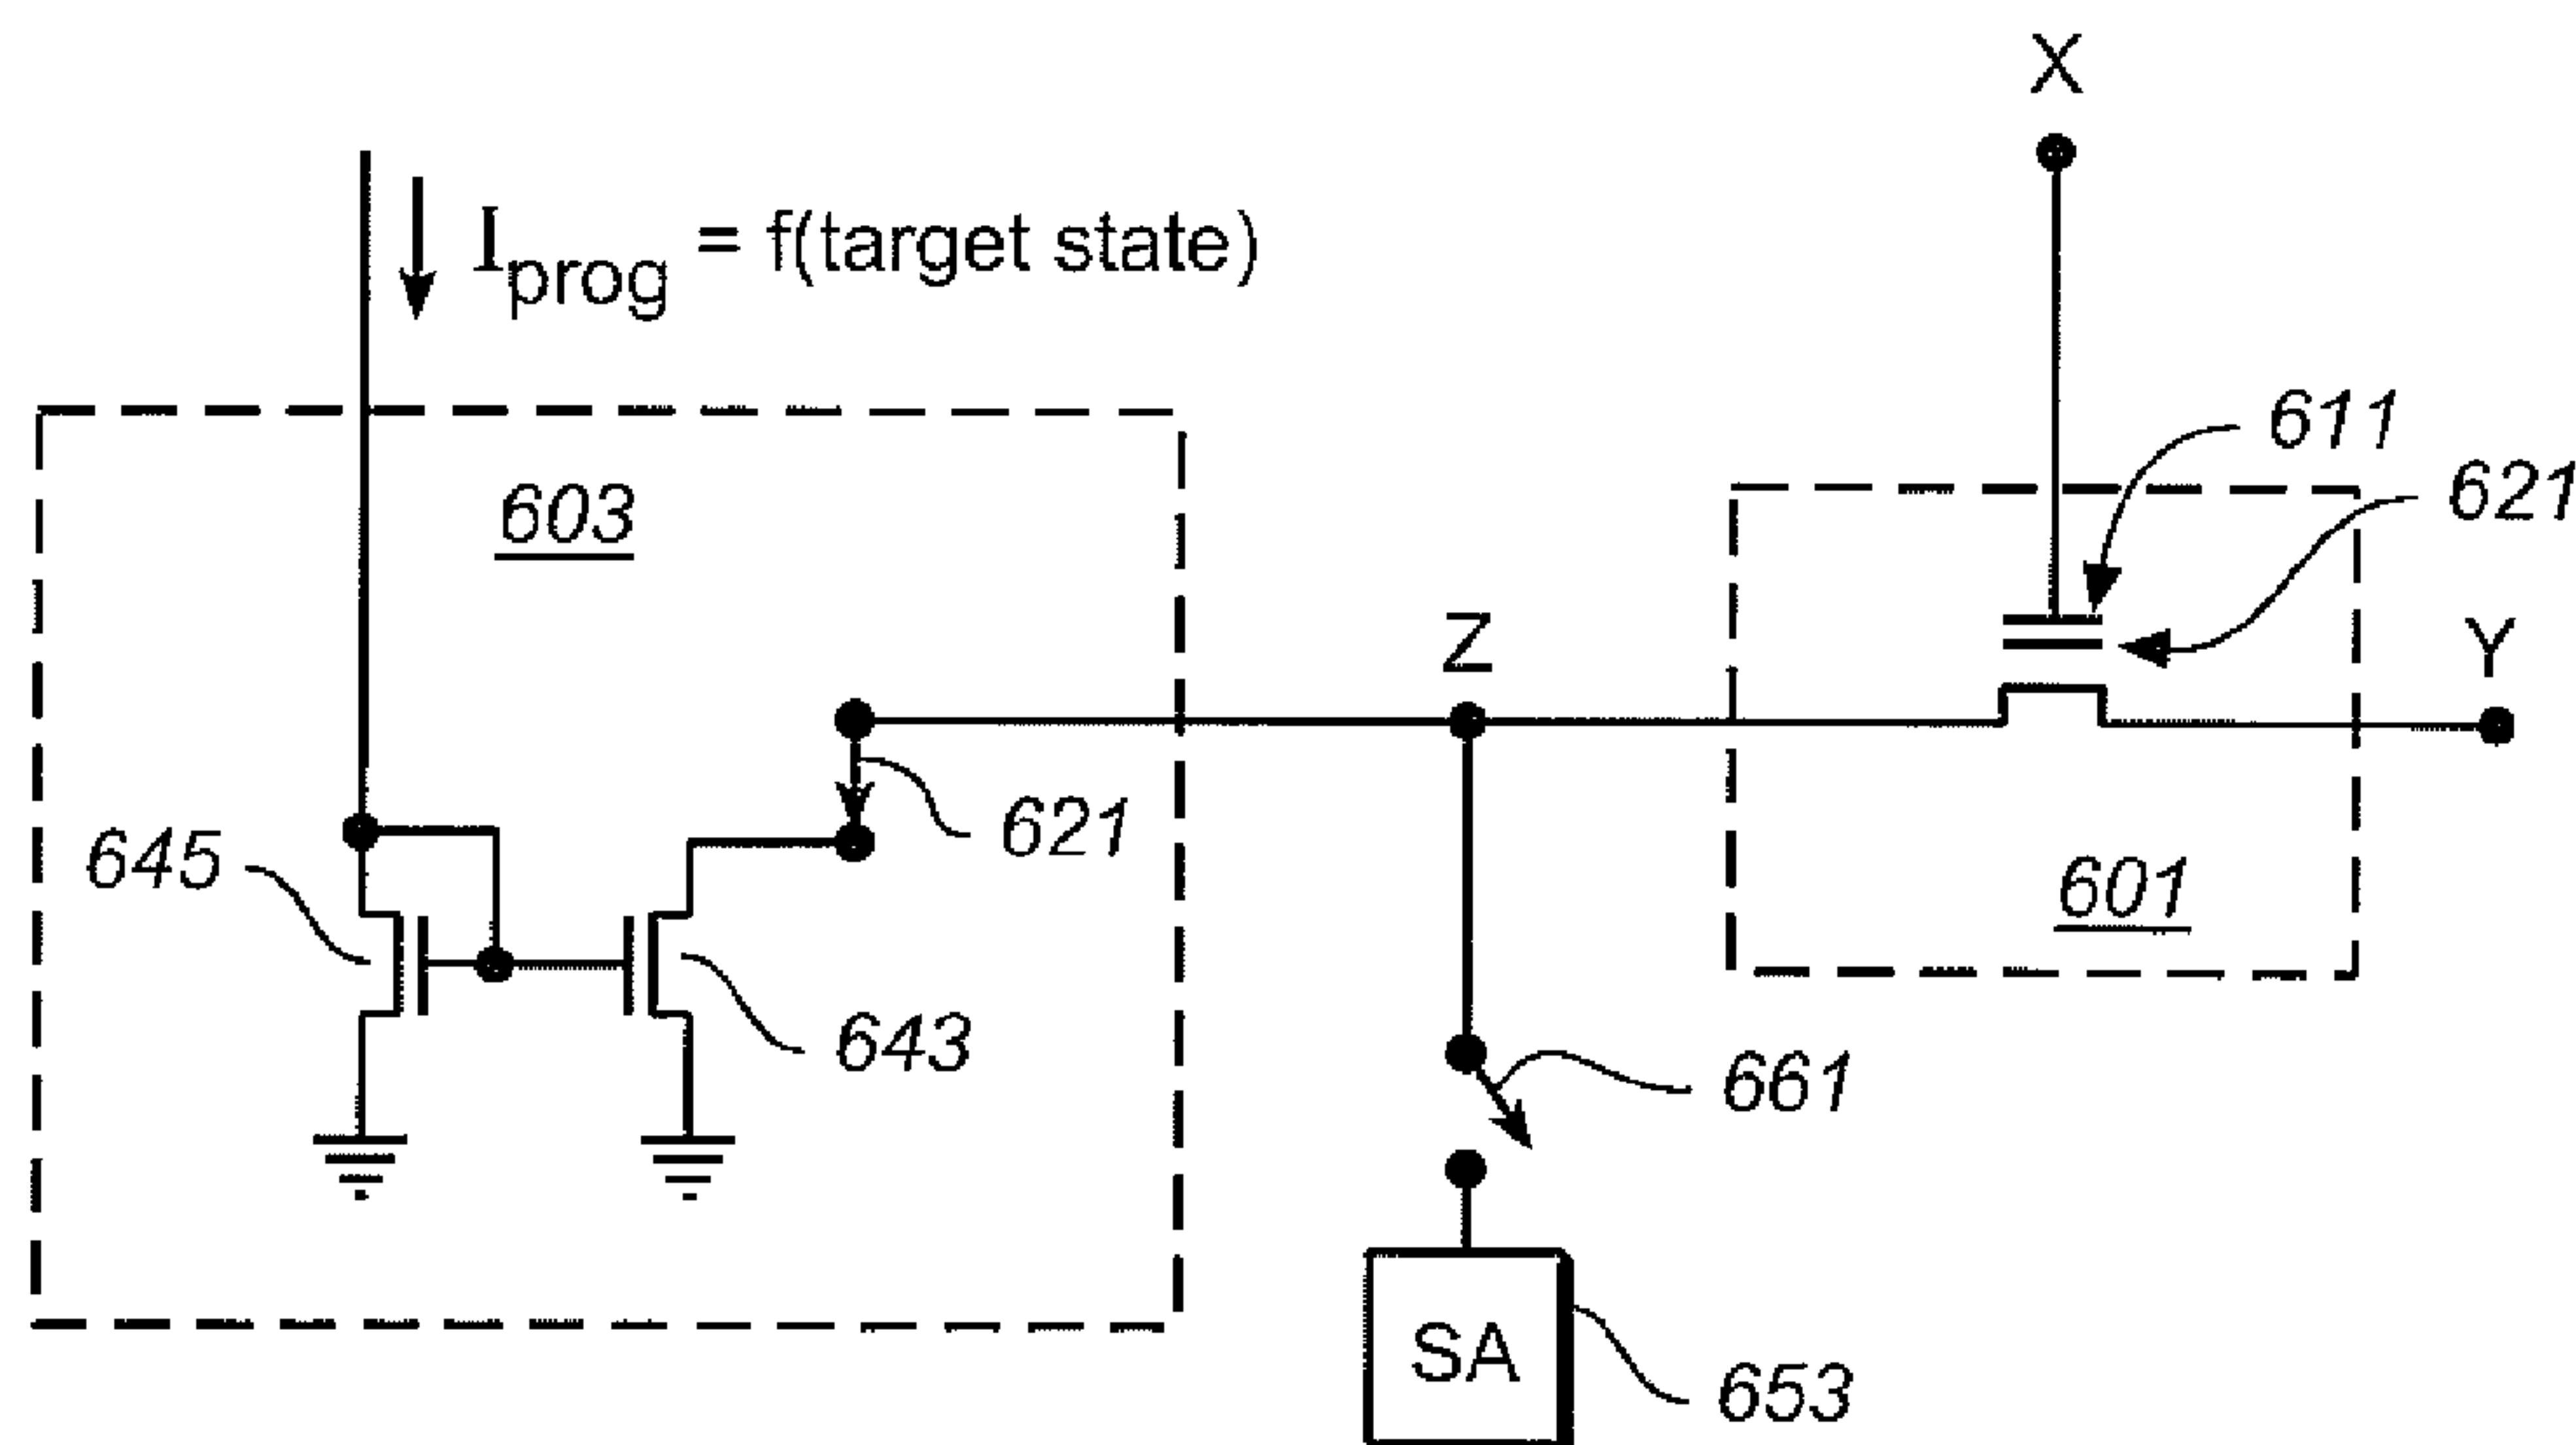 X
I_prog = f(target state)
611
621
603
Z
Y
621
645
601
643
661
SA
653